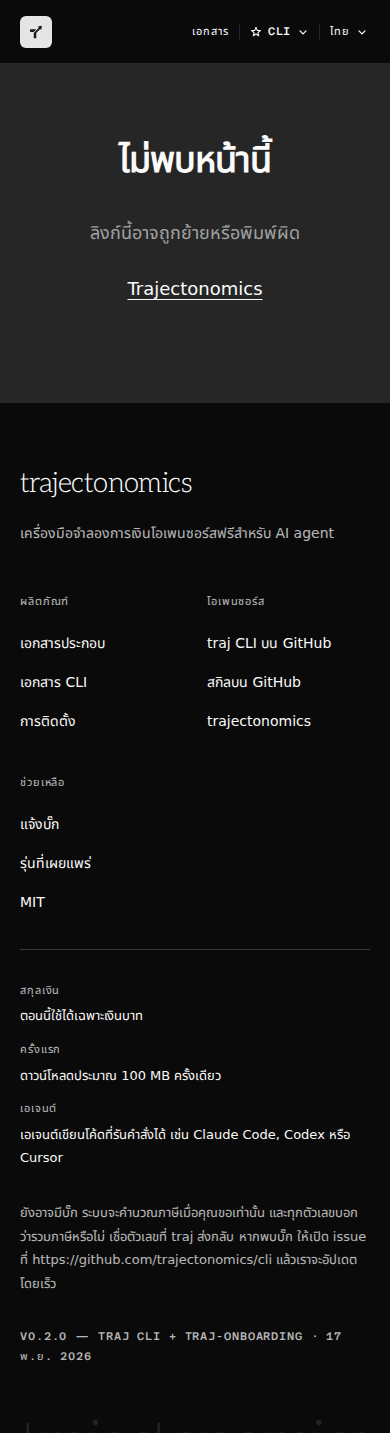 เอกสาร
CLI
ไทย
ไม่พบหน้านี้
ลิงก์นี้อาจถูกย้ายหรือพิมพ์ผิด
Trajectonomics
trajectonomics
เครื่องมือจำลองการเงินโอเพนซอร์สฟรีสำหรับ AI agent
ผลิตภัณฑ์
เอกสารประกอบ
เอกสาร CLI
การติดตั้ง
โอเพนซอร์ส
traj CLI บน GitHub
สกิลบน GitHub
trajectonomics
ช่วยเหลือ
แจ้งบั๊ก
รุ่นที่เผยแพร่
MIT
สกุลเงิน
ตอนนี้ใช้ได้เฉพาะเงินบาท
ครั้งแรก
ดาวน์โหลดประมาณ 100 MB ครั้งเดียว
เอเจนต์
เอเจนต์เขียนโค้ดที่รันคำสั่งได้ เช่น Claude Code, Codex หรือ
Cursor
ยังอาจมีบั๊ก ระบบจะคำนวณภาษีเมื่อคุณขอเท่านั้น และทุกตัวเลขบอก
ว่ารวมภาษีหรือไม่ เชื่อตัวเลขที่ traj ส่งกลับ หากพบบั๊ก ให้เปิด issue
ที่ https://github.com/trajectonomics/cli แล้วเราจะอัปเดต
โดยเร็ว
V0.2.0 — TRAJ CLI + TRAJ-ONBOARDING · 17
พ.ย. 2026